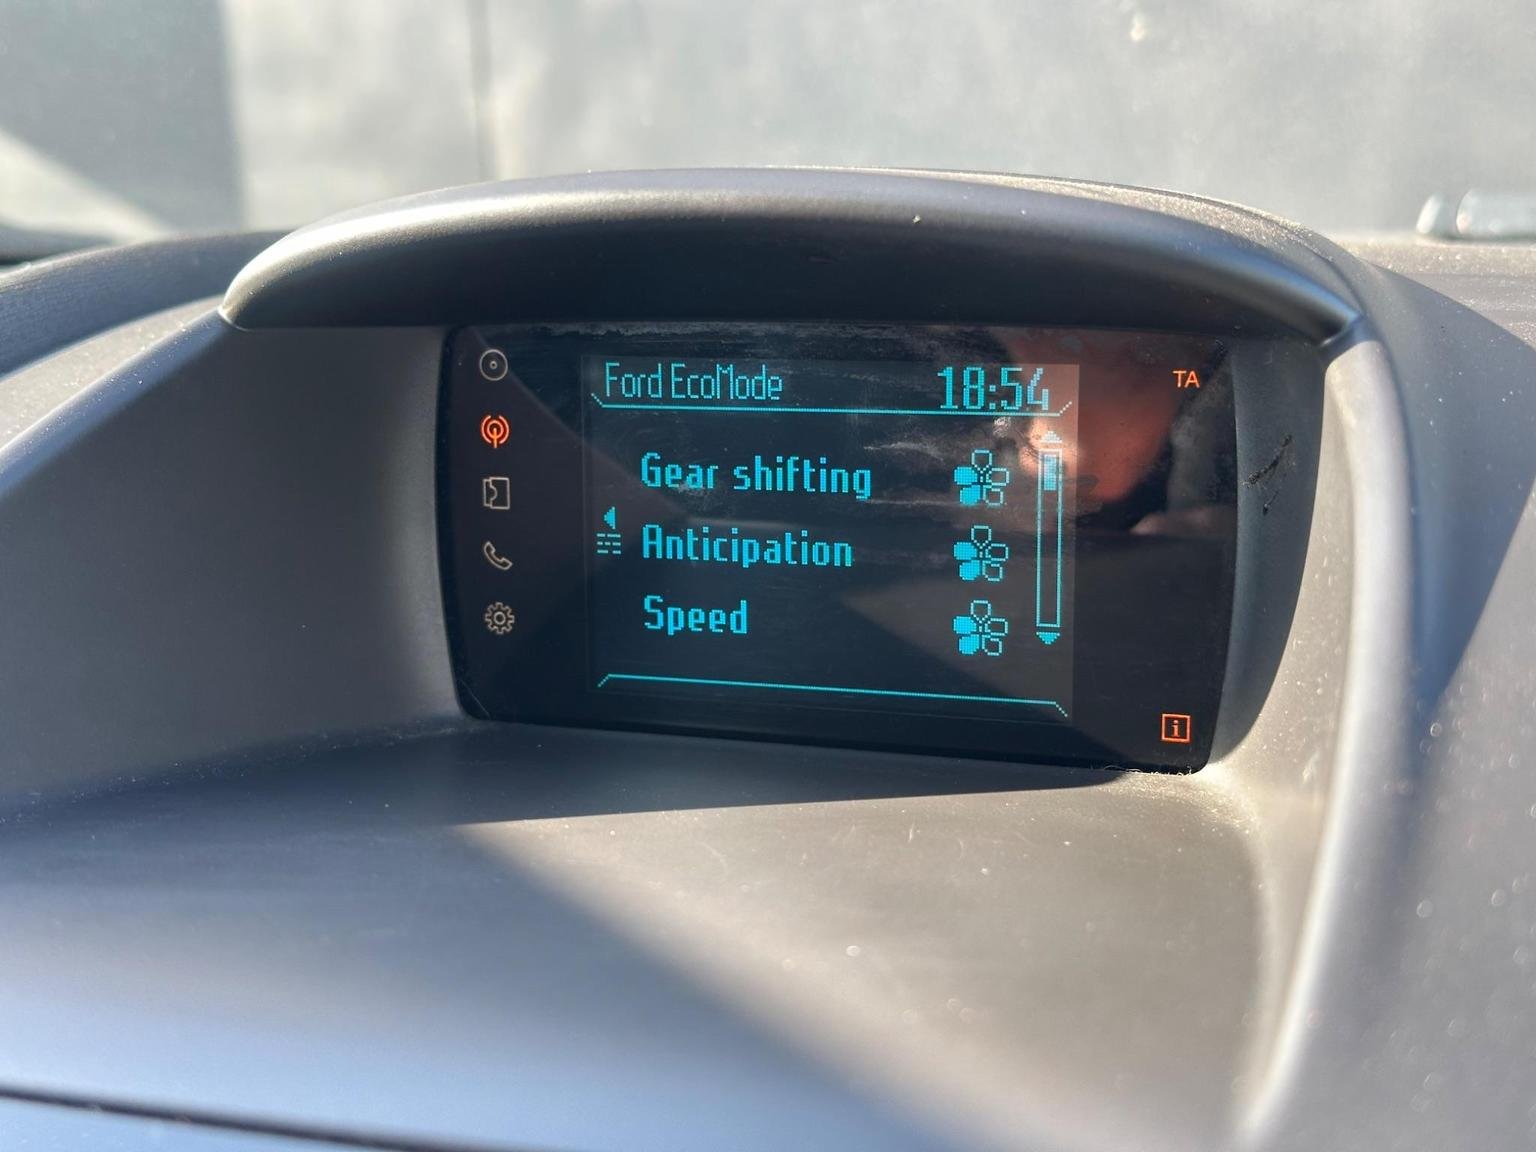 Ford EcoMode 18:54
TA
Gear shifting
Anticipation
Speed
i